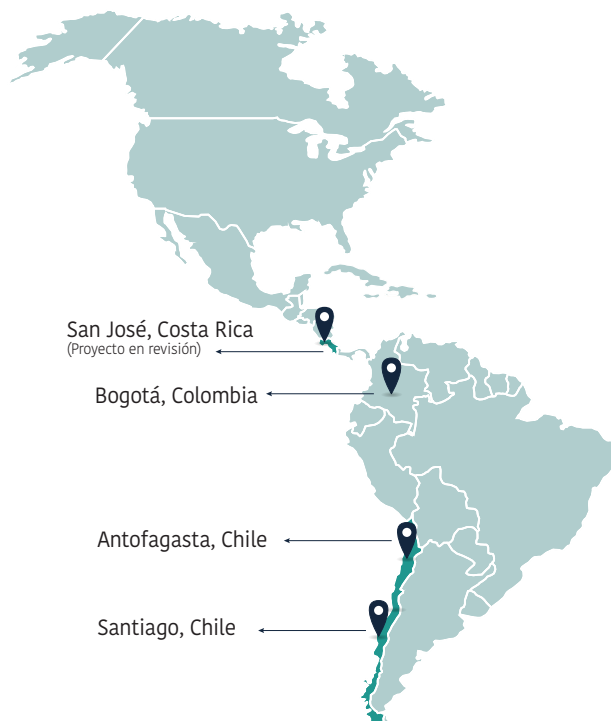 San José, Costa Rica
(Proyecto en revisión)
Bogotá, Colombia
Antofagasta, Chile
Santiago, Chile